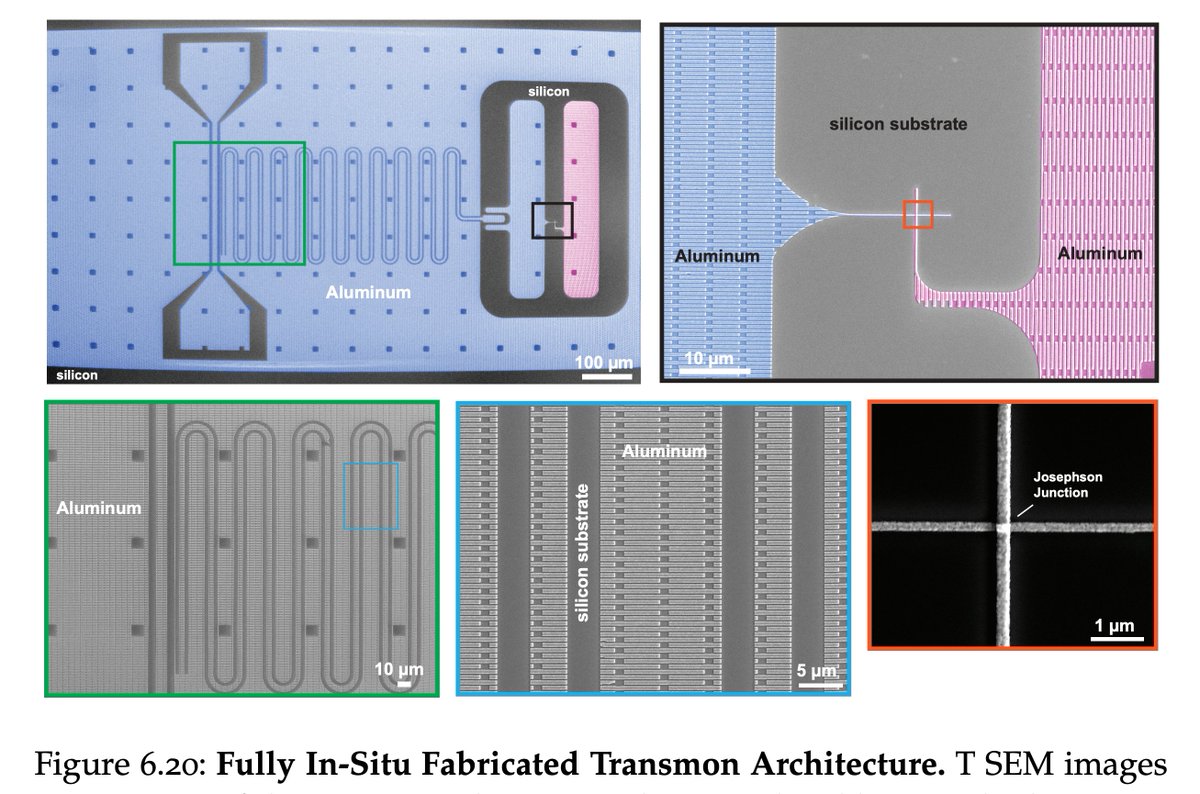 silicon
Aluminum
100 µm
silicon
silicon substrate
Aluminum
Aluminum
10 µm
Aluminum
10 µm
Aluminum
silicon substrate
5 µm
Josephson
Junction
1 µm
Figure 6.20: Fully In-Situ Fabricated Transmon Architecture. T SEM images